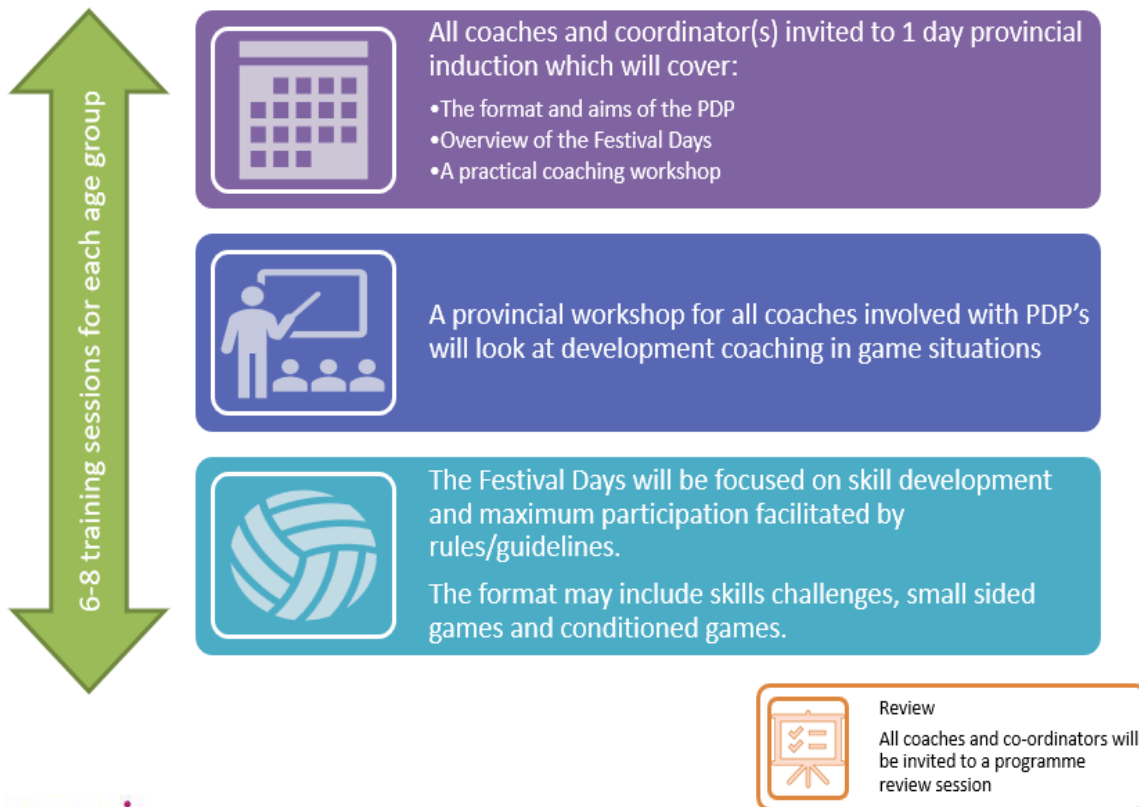 6-8 training sessions for each age group
All coaches and coordinator(s) invited to 1 day provincial
induction which will cover:
•The format and aims of the PDP
•Overview of the Festival Days
•A practical coaching workshop
A provincial workshop for all coaches involved with PDP's
will look at development coaching in game situations
The Festival Days will be focused on skill development
and maximum participation facilitated by
rules/guidelines.
The format may include skills challenges, small sided
games and conditioned games.
Review
All coaches and co-ordinators will
be invited to a programme
review session